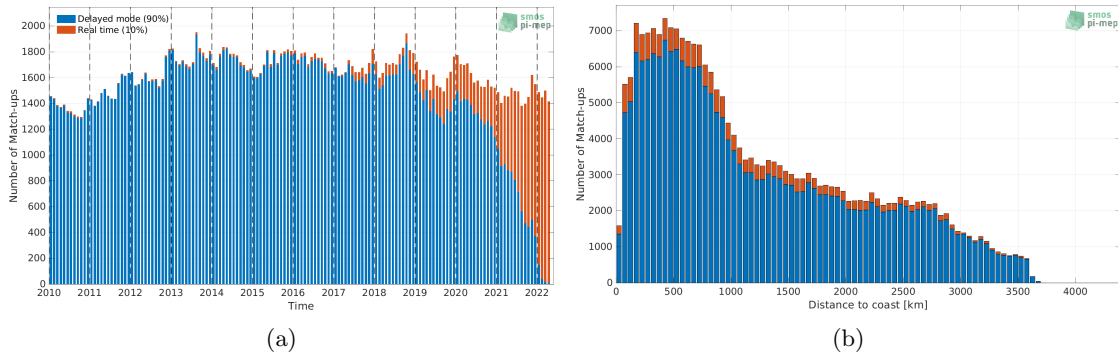 Delayed mode (90%)
Real time (10%)
smos
pi-mep
2000
1800
1600
1400
1200
1000
800
600
400
200
0
Number of Match-ups
2010 2011 2012 2013 2014 2015 2016 2017 2018 2019 2020 2021 2022
Time
(a)
smos
pi-mep
7000
6000
5000
4000
3000
2000
1000
0
Number of Match-ups
0 500 1000 1500 2000 2500 3000 3500 4000
Distance to coast [km]
(b)